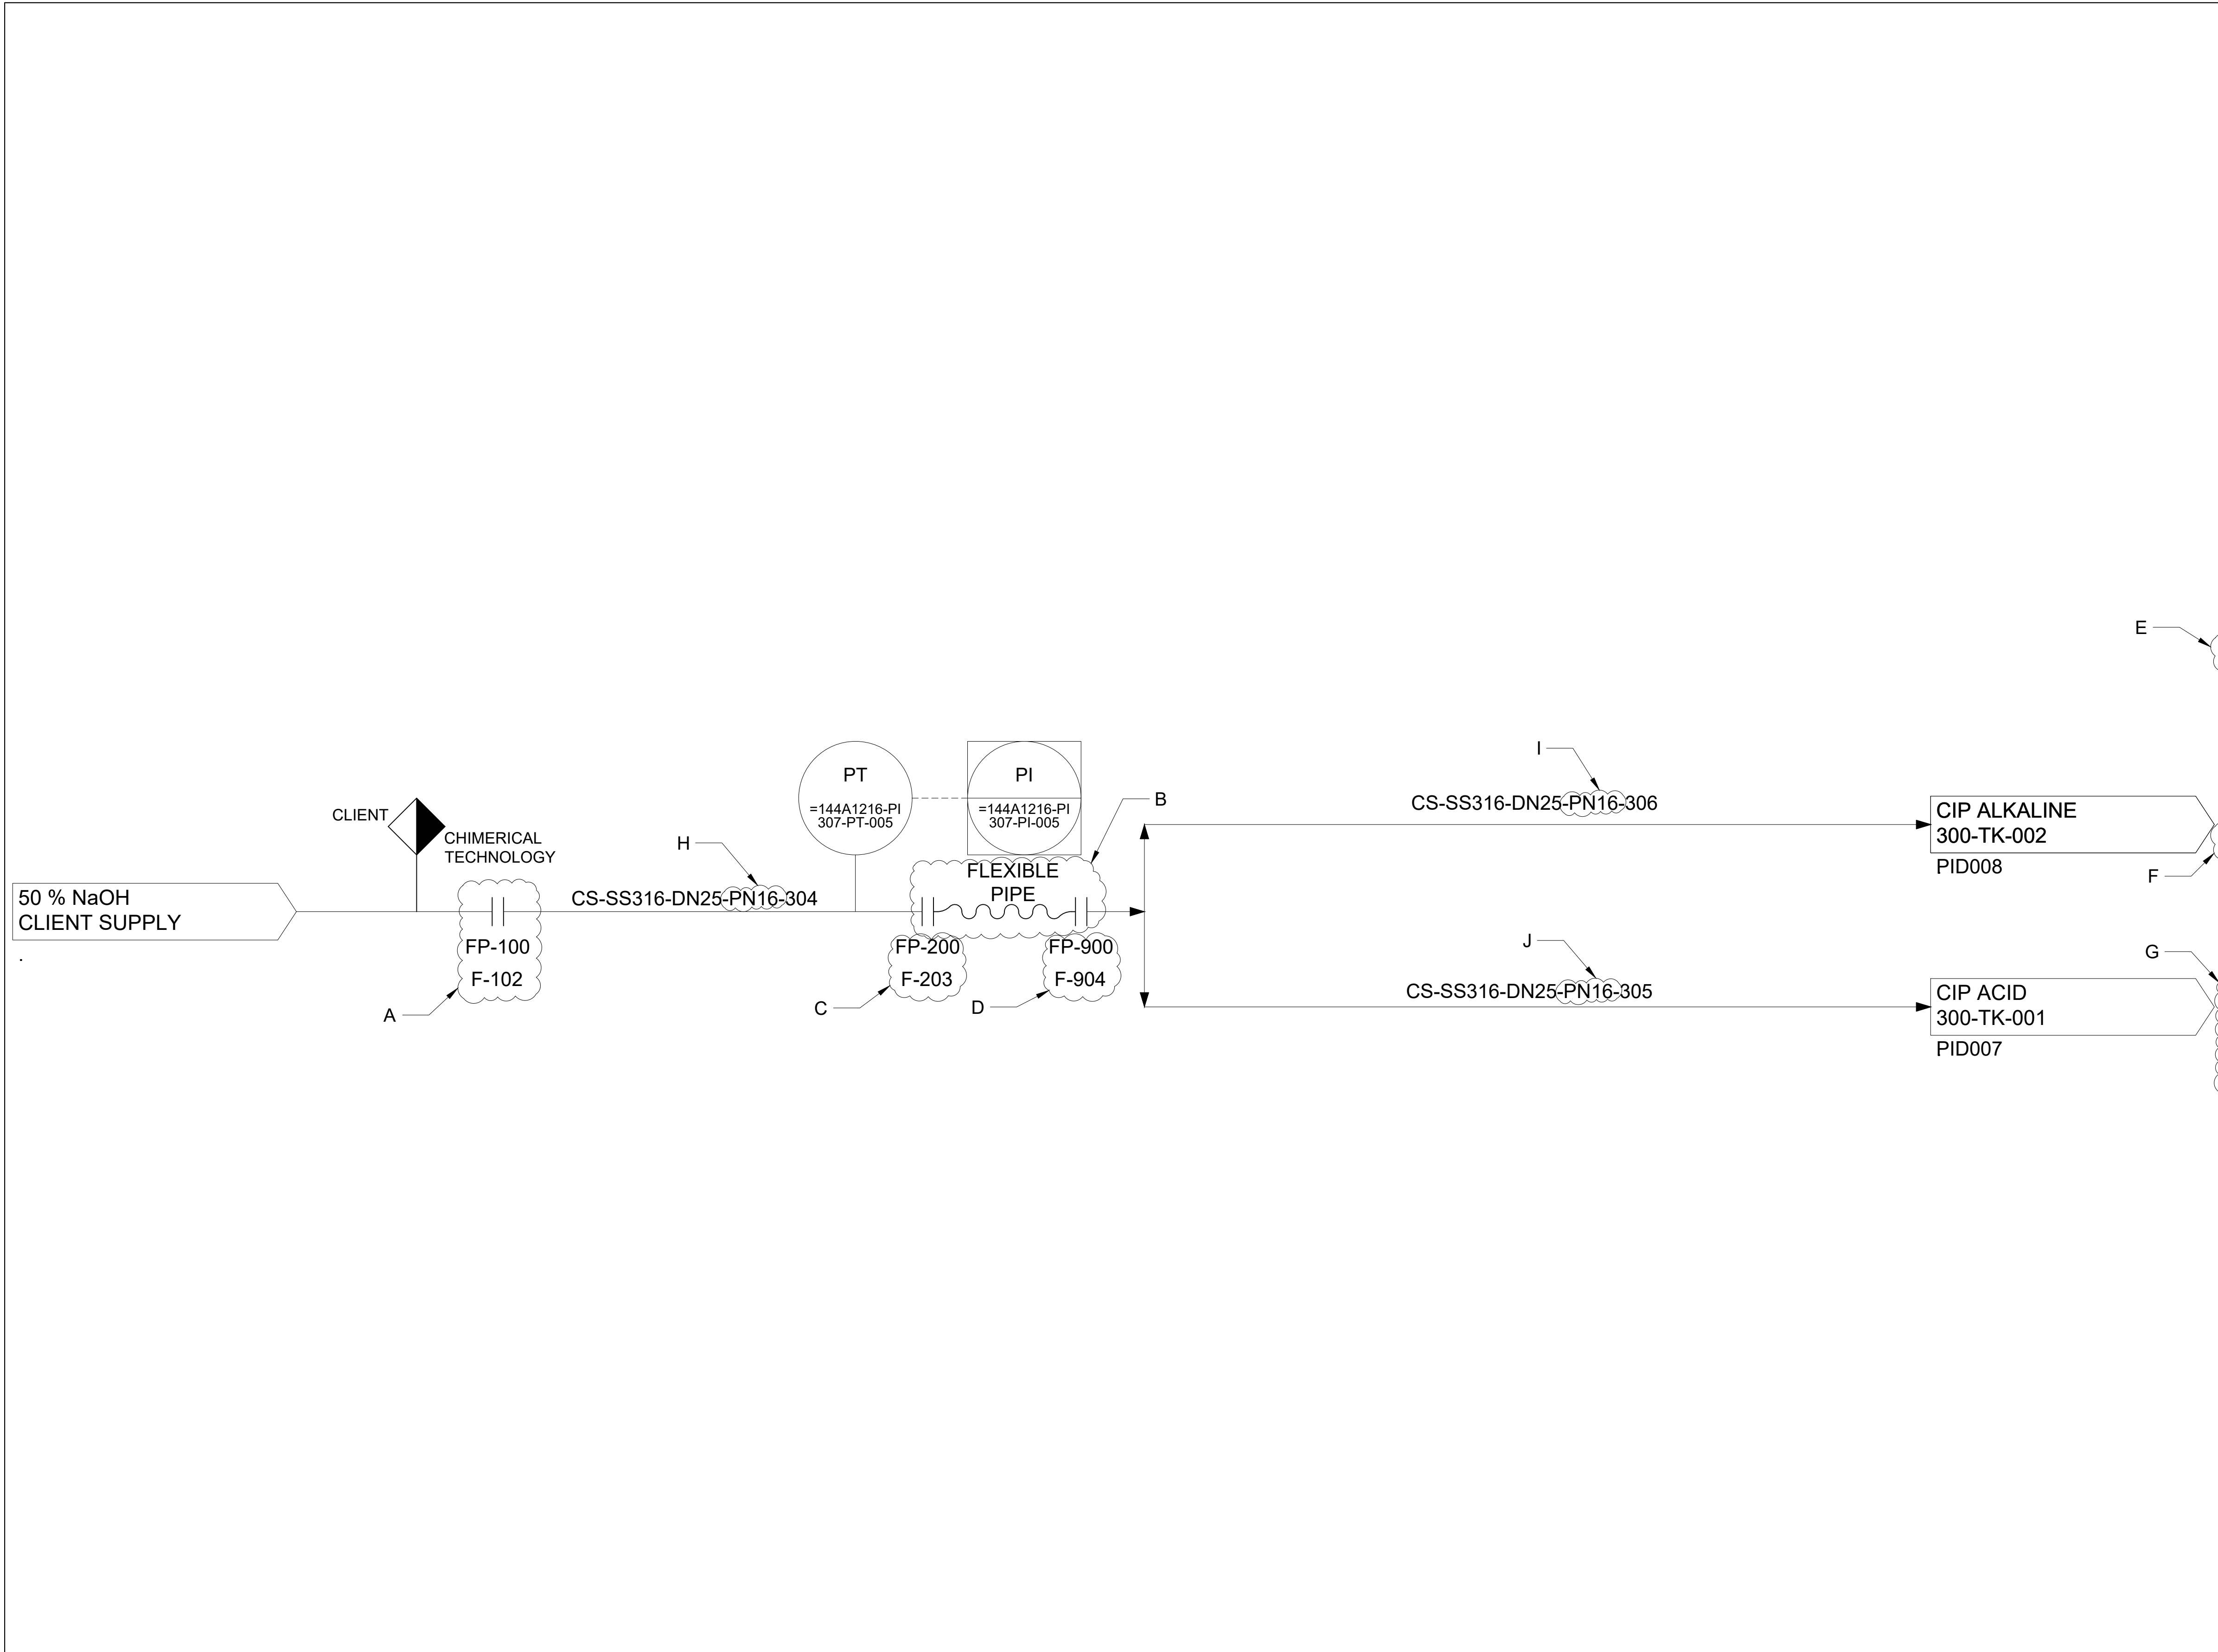 E
I
CS-SS316-DN25-PN16-306
CIP ALKALINE
300-TK-002
PID008
F
PT
=144A1216-PI
307-PT-005
PI
=144A1216-PI
307-PI-005
B
CLIENT
CHIMERICAL
TECHNOLOGY
H
CS-SS316-DN25-PN16-304
FLEXIBLE
PIPE
50 % NaOH
CLIENT SUPPLY
.
FP-100
F-102
A
FP-200
F-203
C
FP-900
F-904
D
J
CS-SS316-DN25-PN16-305
G
CIP ACID
300-TK-001
PID007